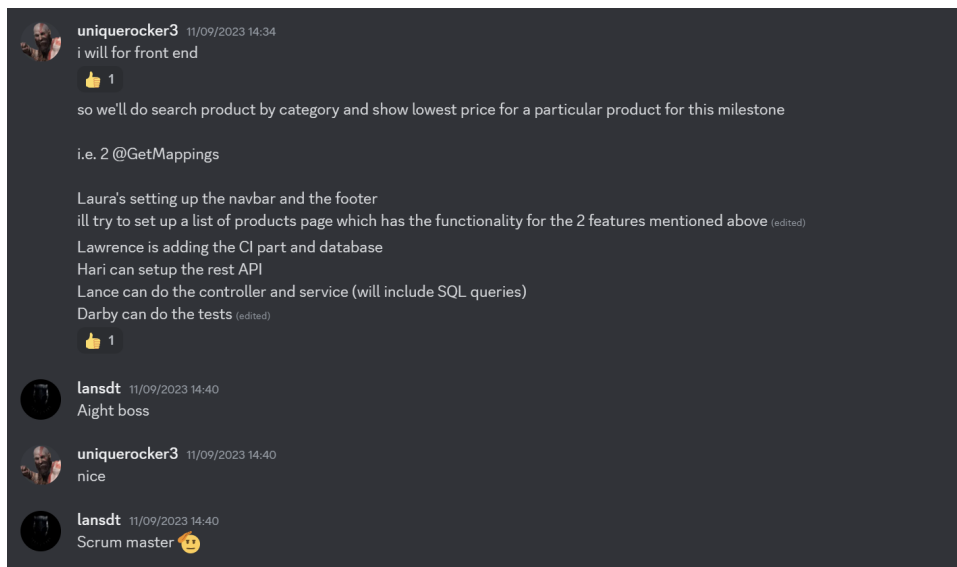 uniquerocker3 11/09/2023 14:34
i will for front end
👍 1
so we'll do search product by category and show lowest price for a particular product for this milestone
i.e. 2 @GetMappings
Laura's setting up the navbar and the footer
ill try to set up a list of products page which has the functionality for the 2 features mentioned above (edited)
Lawrence is adding the CI part and database
Hari can setup the rest API
Lance can do the controller and service (will include SQL queries)
Darby can do the tests (edited)
👍 1
lansdt 11/09/2023 14:40
Aight boss
uniquerocker3 11/09/2023 14:40
nice
lansdt 11/09/2023 14:40
Scrum master 🫡